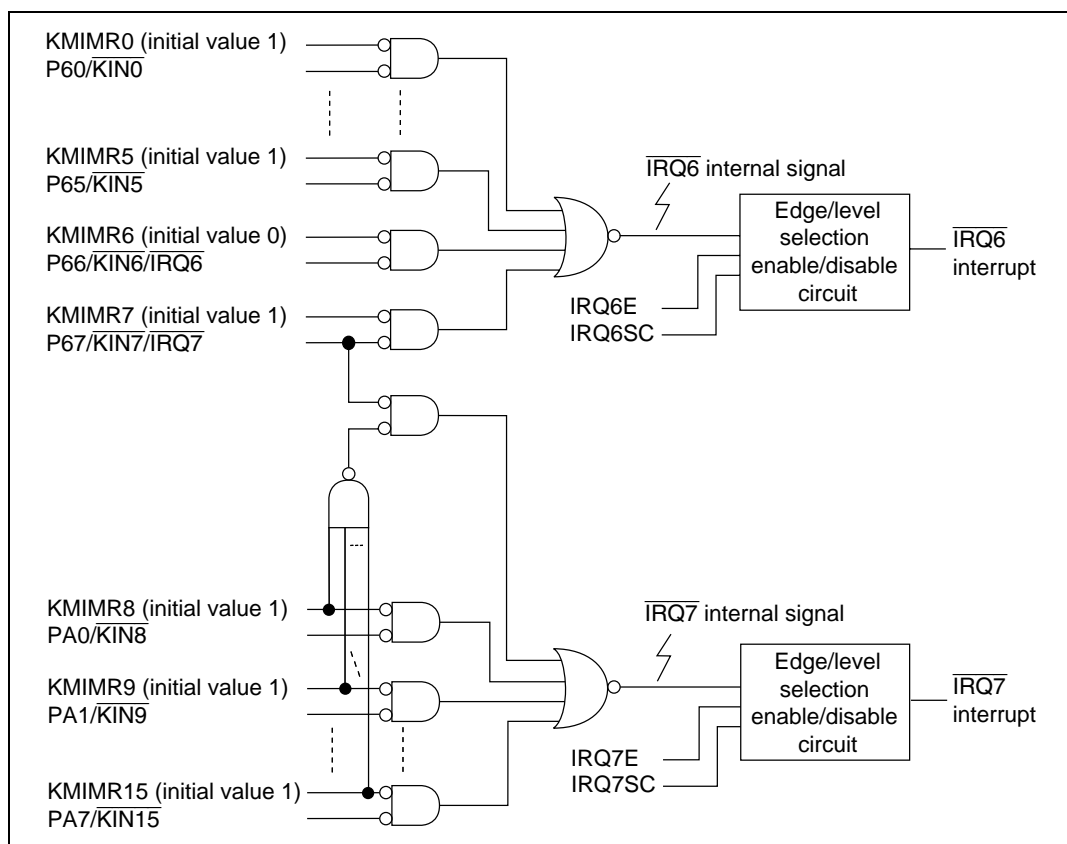 KMIMR0 (initial value 1)
P60/KIN0
KMIMR5 (initial value 1)
P65/KIN5
KMIMR6 (initial value 0)
P66/KIN6/IRQ6
KMIMR7 (initial value 1)
P67/KIN7/IRQ7
IRQ6 internal signal
Edge/level
selection
enable/disable
circuit
IRQ6E
IRQ6SC
IRQ6
interrupt
KMIMR8 (initial value 1)
PA0/KIN8
KMIMR9 (initial value 1)
PA1/KIN9
KMIMR15 (initial value 1)
PA7/KIN15
IRQ7 internal signal
Edge/level
selection
enable/disable
circuit
IRQ7E
IRQ7SC
IRQ7
interrupt